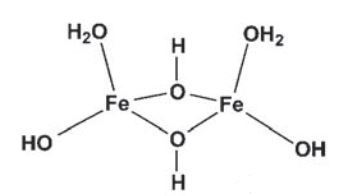 H₂O H OH₂
Fe O Fe
HO O OH
H